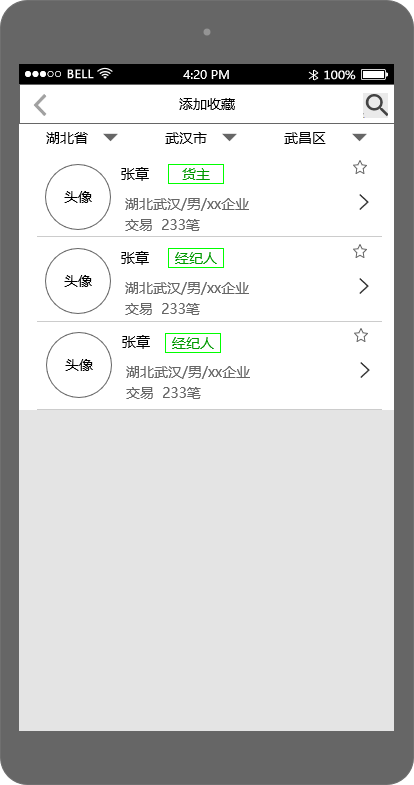 BELL 4:20 PM 100%
添加收藏
湖北省 武汉市 武昌区
头像
张章 货主
湖北武汉/男/xx企业
交易 233笔
头像
张章 经纪人
湖北武汉/男/xx企业
交易 233笔
头像
张章 经纪人
湖北武汉/男/xx企业
交易 233笔